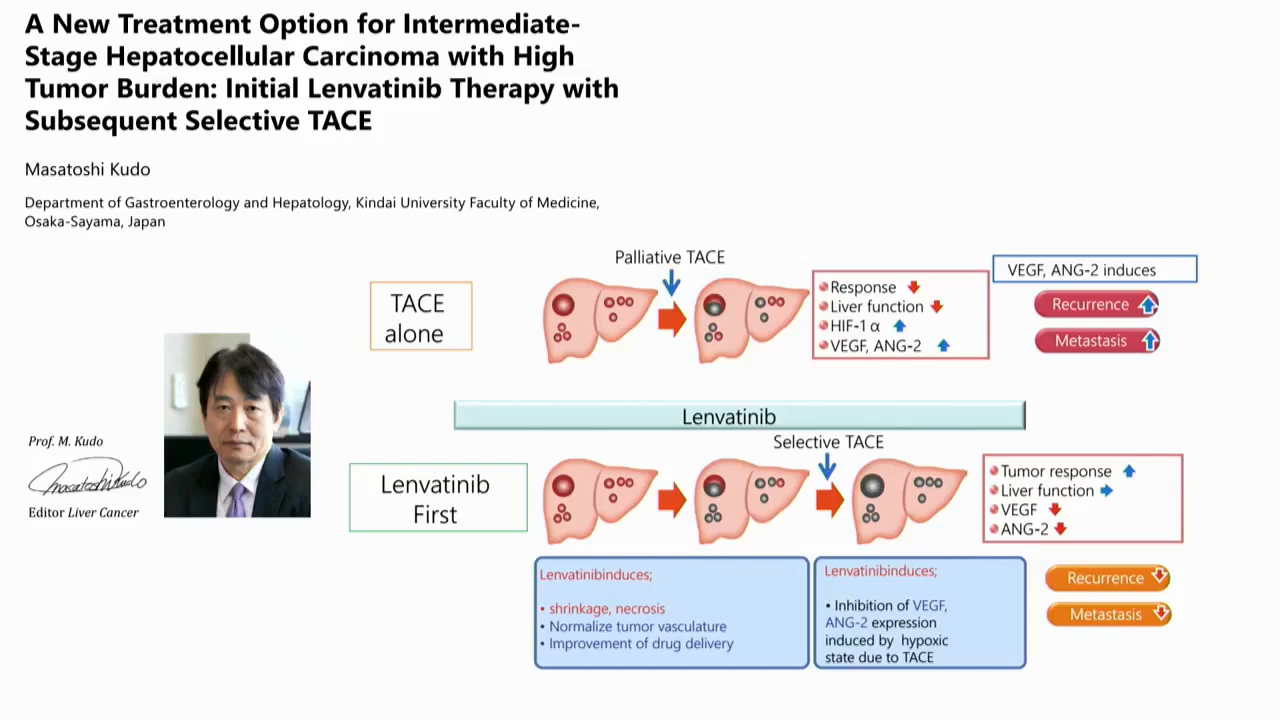 A New Treatment Option for Intermediate-
Stage Hepatocellular Carcinoma with High
Tumor Burden: Initial Lenvatinib Therapy with
Subsequent Selective TACE
Masatoshi Kudo
Department of Gastroenterology and Hepatology, Kindai University Faculty of Medicine,
Osaka-Sayama, Japan
Palliative TACE
TACE
alone
Response
Liver function
HIF-1α
VEGF, ANG-2
VEGF, ANG-2 induces
Recurrence
Metastasis
Lenvatinib
Selective TACE
Prof. M. Kudo
Masatoshi Kudo
Editor Liver Cancer
Lenvatinib
First
Tumor response
Liver function
VEGF
ANG-2
Lenvatinibinduces;
• shrinkage, necrosis
• Normalize tumor vasculature
• Improvement of drug delivery
Lenvatinibinduces;
• Inhibition of VEGF,
ANG-2 expression
induced by hypoxic
state due to TACE
Recurrence
Metastasis